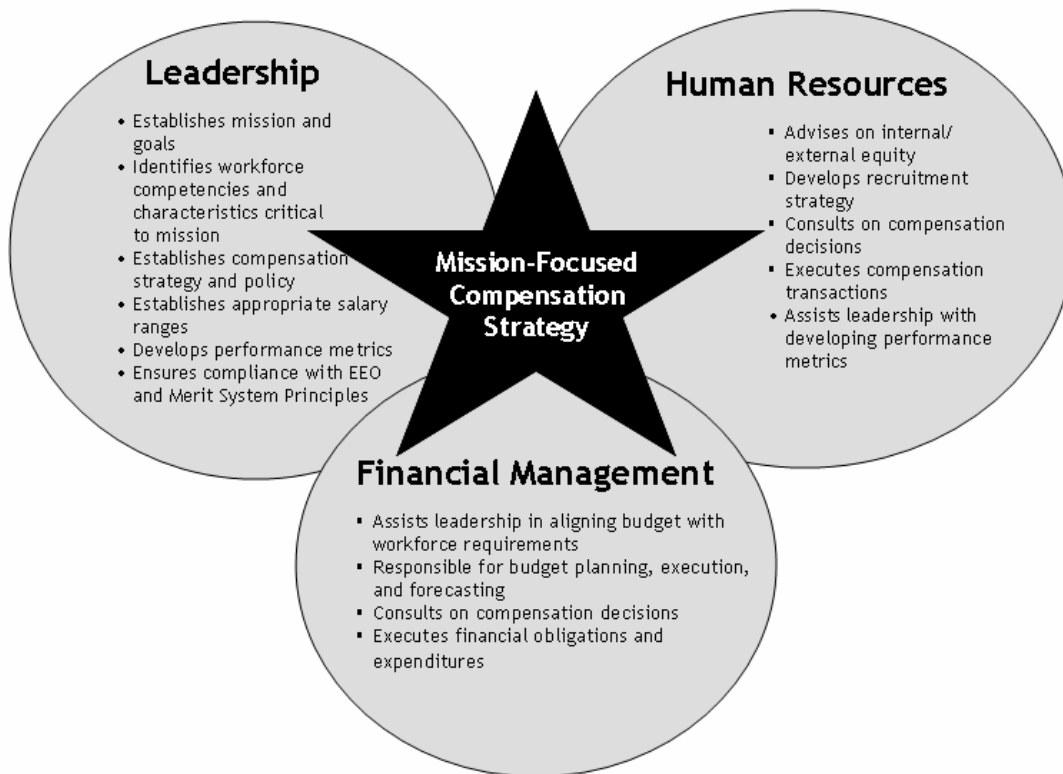 Leadership
• Establishes mission and
goals
• Identifies workforce
competencies and
characteristics critical
to mission
• Establishes compensation
strategy and policy
• Establishes appropriate salary
ranges
• Develops performance metrics
• Ensures compliance with EEO
and Merit System Principles
Human Resources
▪ Advises on internal/
external equity
▪ Develops recruitment
strategy
▪ Consults on compensation
decisions
▪ Executes compensation
transactions
• Assists leadership with
developing performance
metrics
Mission-Focused
Compensation
Strategy
Financial Management
▪ Assists leadership in aligning budget with
workforce requirements
▪ Responsible for budget planning, execution,
and forecasting
▪ Consults on compensation decisions
▪ Executes financial obligations and
expenditures